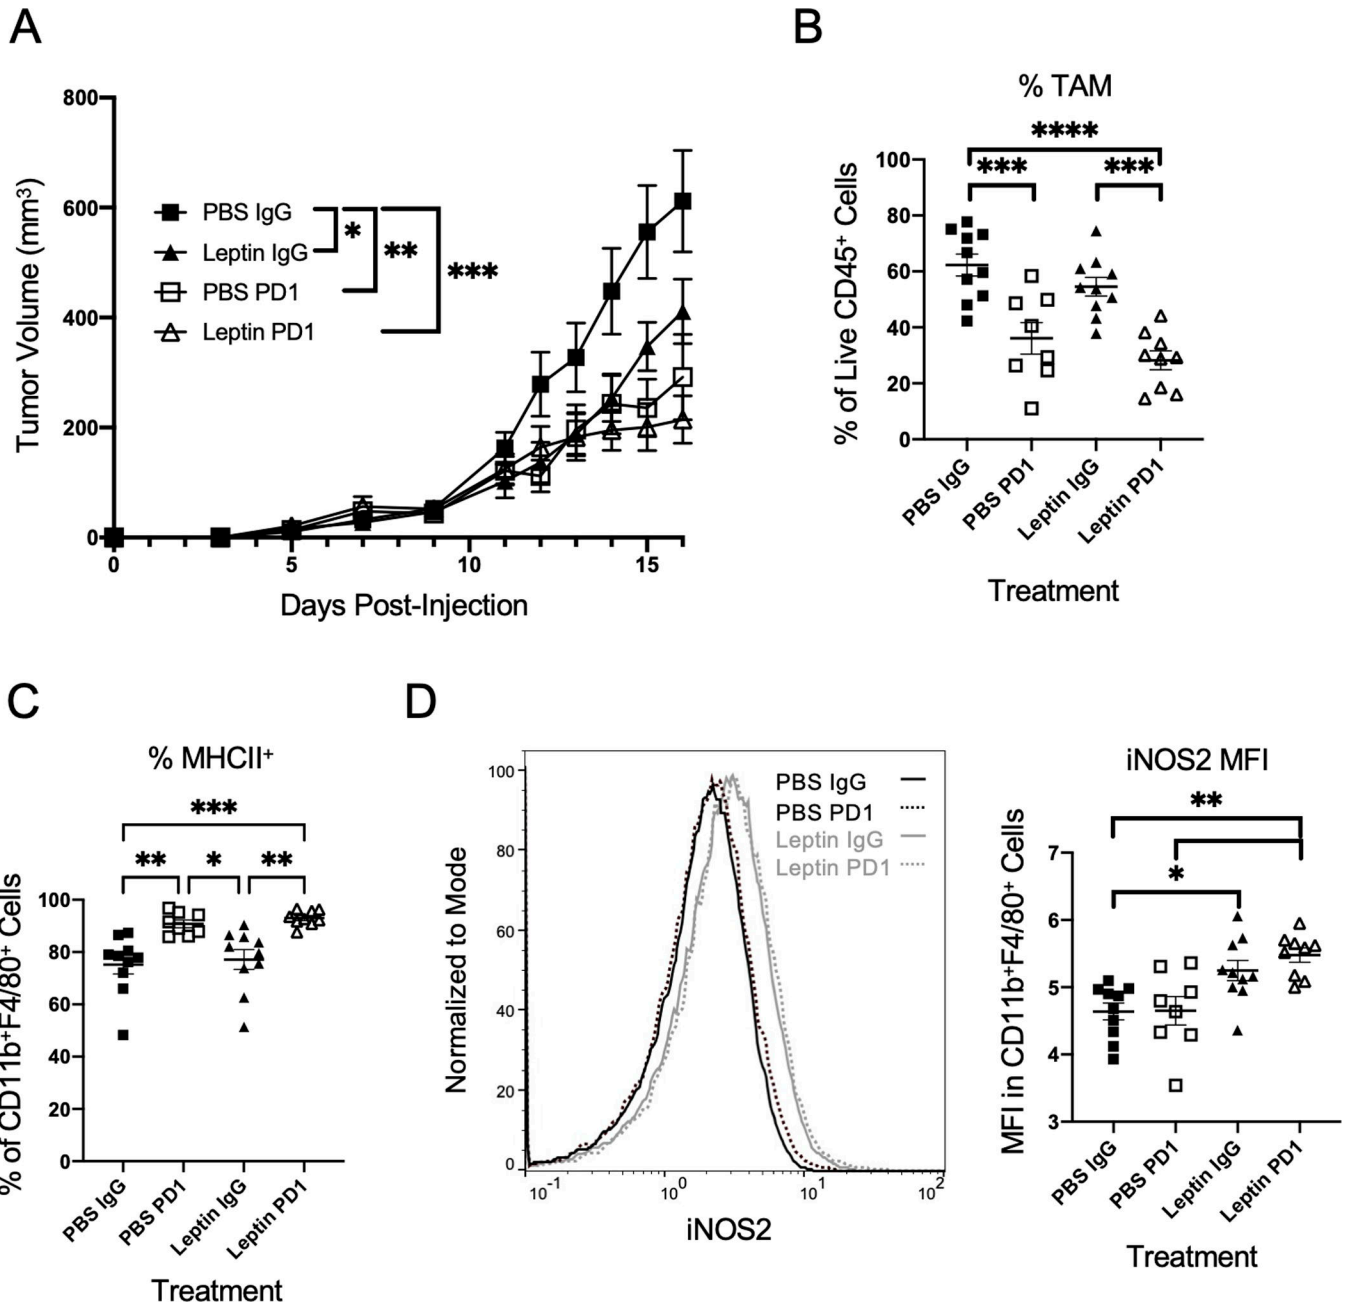 A
800
600
400
200
0
Tumor Volume (mm³)
PBS IgG
Leptin IgG
PBS PD1
Leptin PD1
*
**
***
0 5 10 15
Days Post-Injection
B
% TAM
****
*** ***
100
80
60
40
20
0
% of Live CD45⁺ Cells
PBS IgG
PBS PD1
Leptin IgG
Leptin PD1
Treatment
C
% MHCII⁺
***
** * **
100
80
60
40
20
0
% of CD11b⁺F4/80⁺ Cells
PBS IgG
PBS PD1
Leptin IgG
Leptin PD1
Treatment
D
100
80
60
40
20
0
Normalized to Mode
PBS IgG
PBS PD1
Leptin IgG
Leptin PD1
10⁻¹ 10⁰ 10¹ 10²
iNOS2
iNOS2 MFI
**
*
7
6
5
4
3
MFI in CD11b⁺F4/80⁺ Cells
PBS IgG
PBS PD1
Leptin IgG
Leptin PD1
Treatment